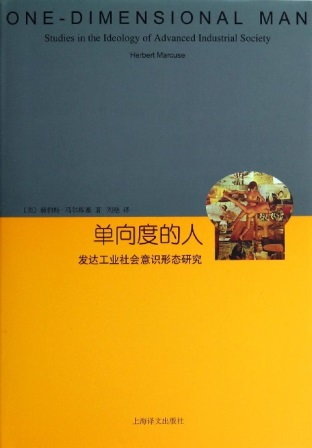 ONE-DIMENSIONAL MAN
Studies in the Ideology of Advanced Industrial Society
Herbert Marcuse
[美] 赫伯特·马尔库塞 著 刘继 译
单向度的人
发达工业社会意识形态研究
上海译文出版社